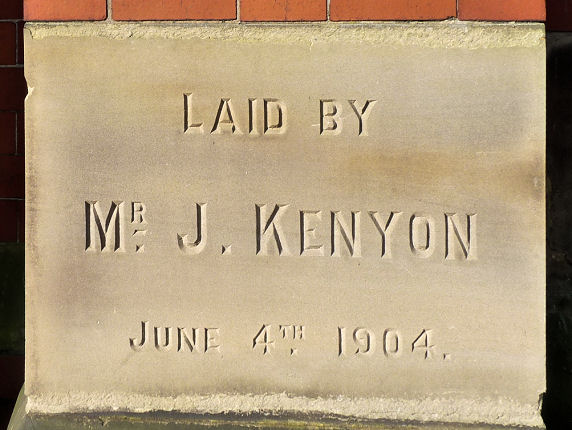 LAID BY
MR. J. KENYON
JUNE 4TH. 1904.